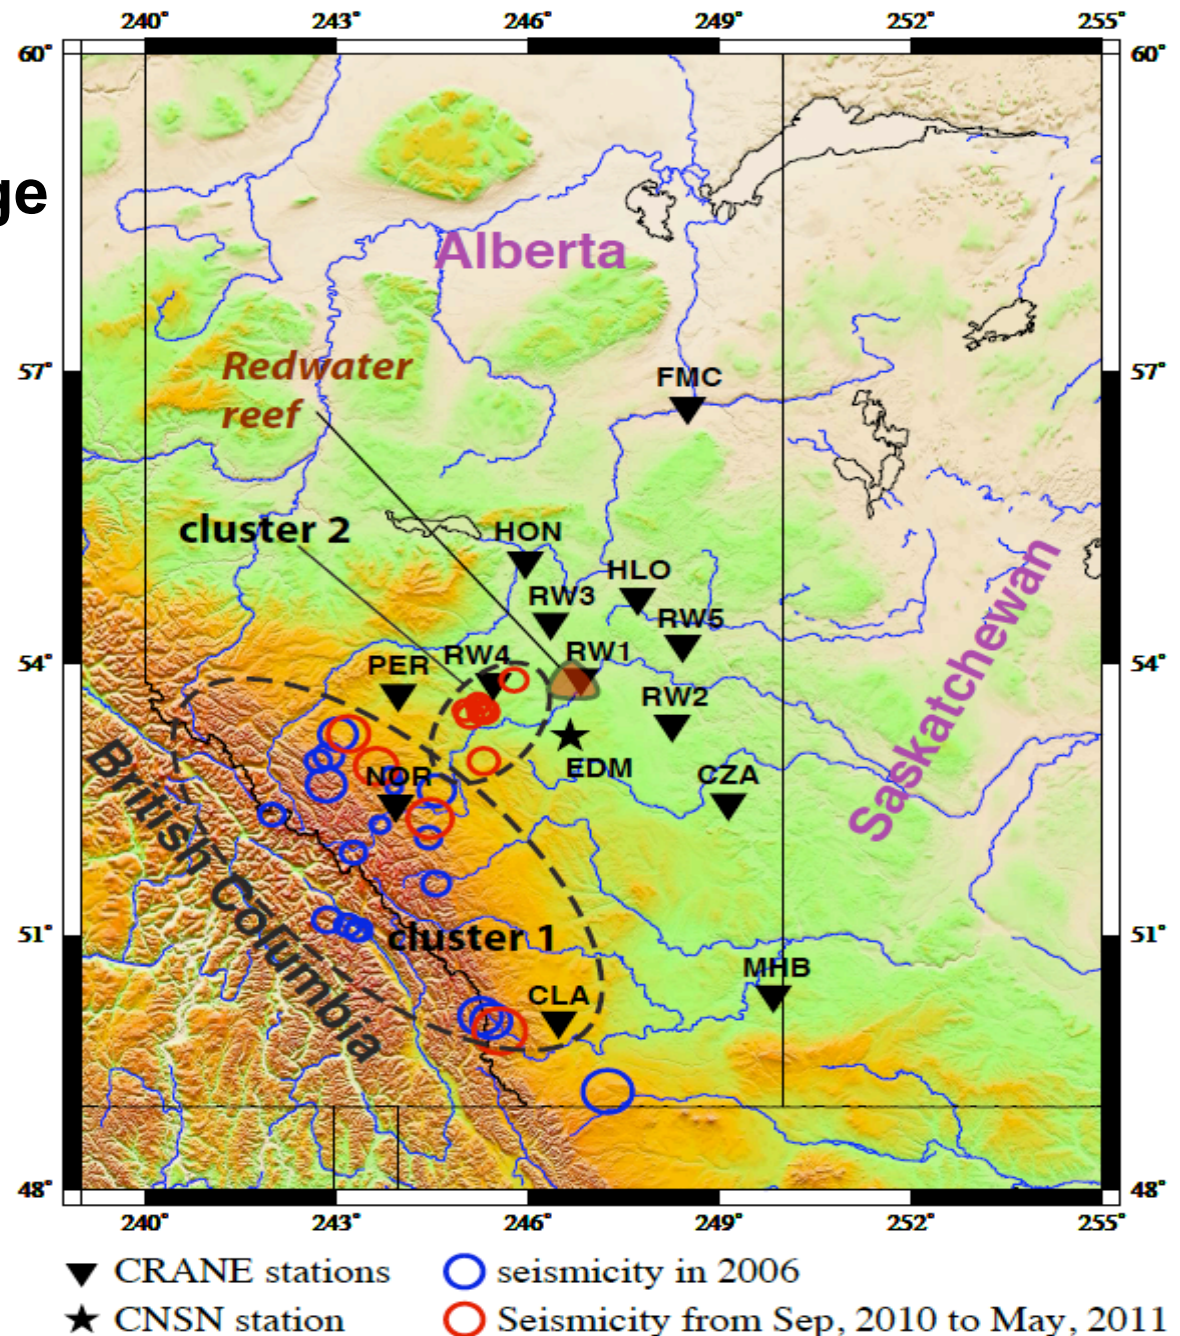 240° 243° 246° 249° 252° 255°
60° 60°
ge
Alberta
57° 57°
Redwater
reef
FMC
cluster 2
HON
HLO
RW3
RW5
54° 54°
PER RW4 RW1
RW2
EDM
NOR CZA
Saskatchewan
British Columbia
51° 51°
cluster 1
MHB
CLA
48° 48°
240° 243° 246° 249° 252° 255°
CRANE stations seismicity in 2006
CNSN station Seismicity from Sep, 2010 to May, 2011